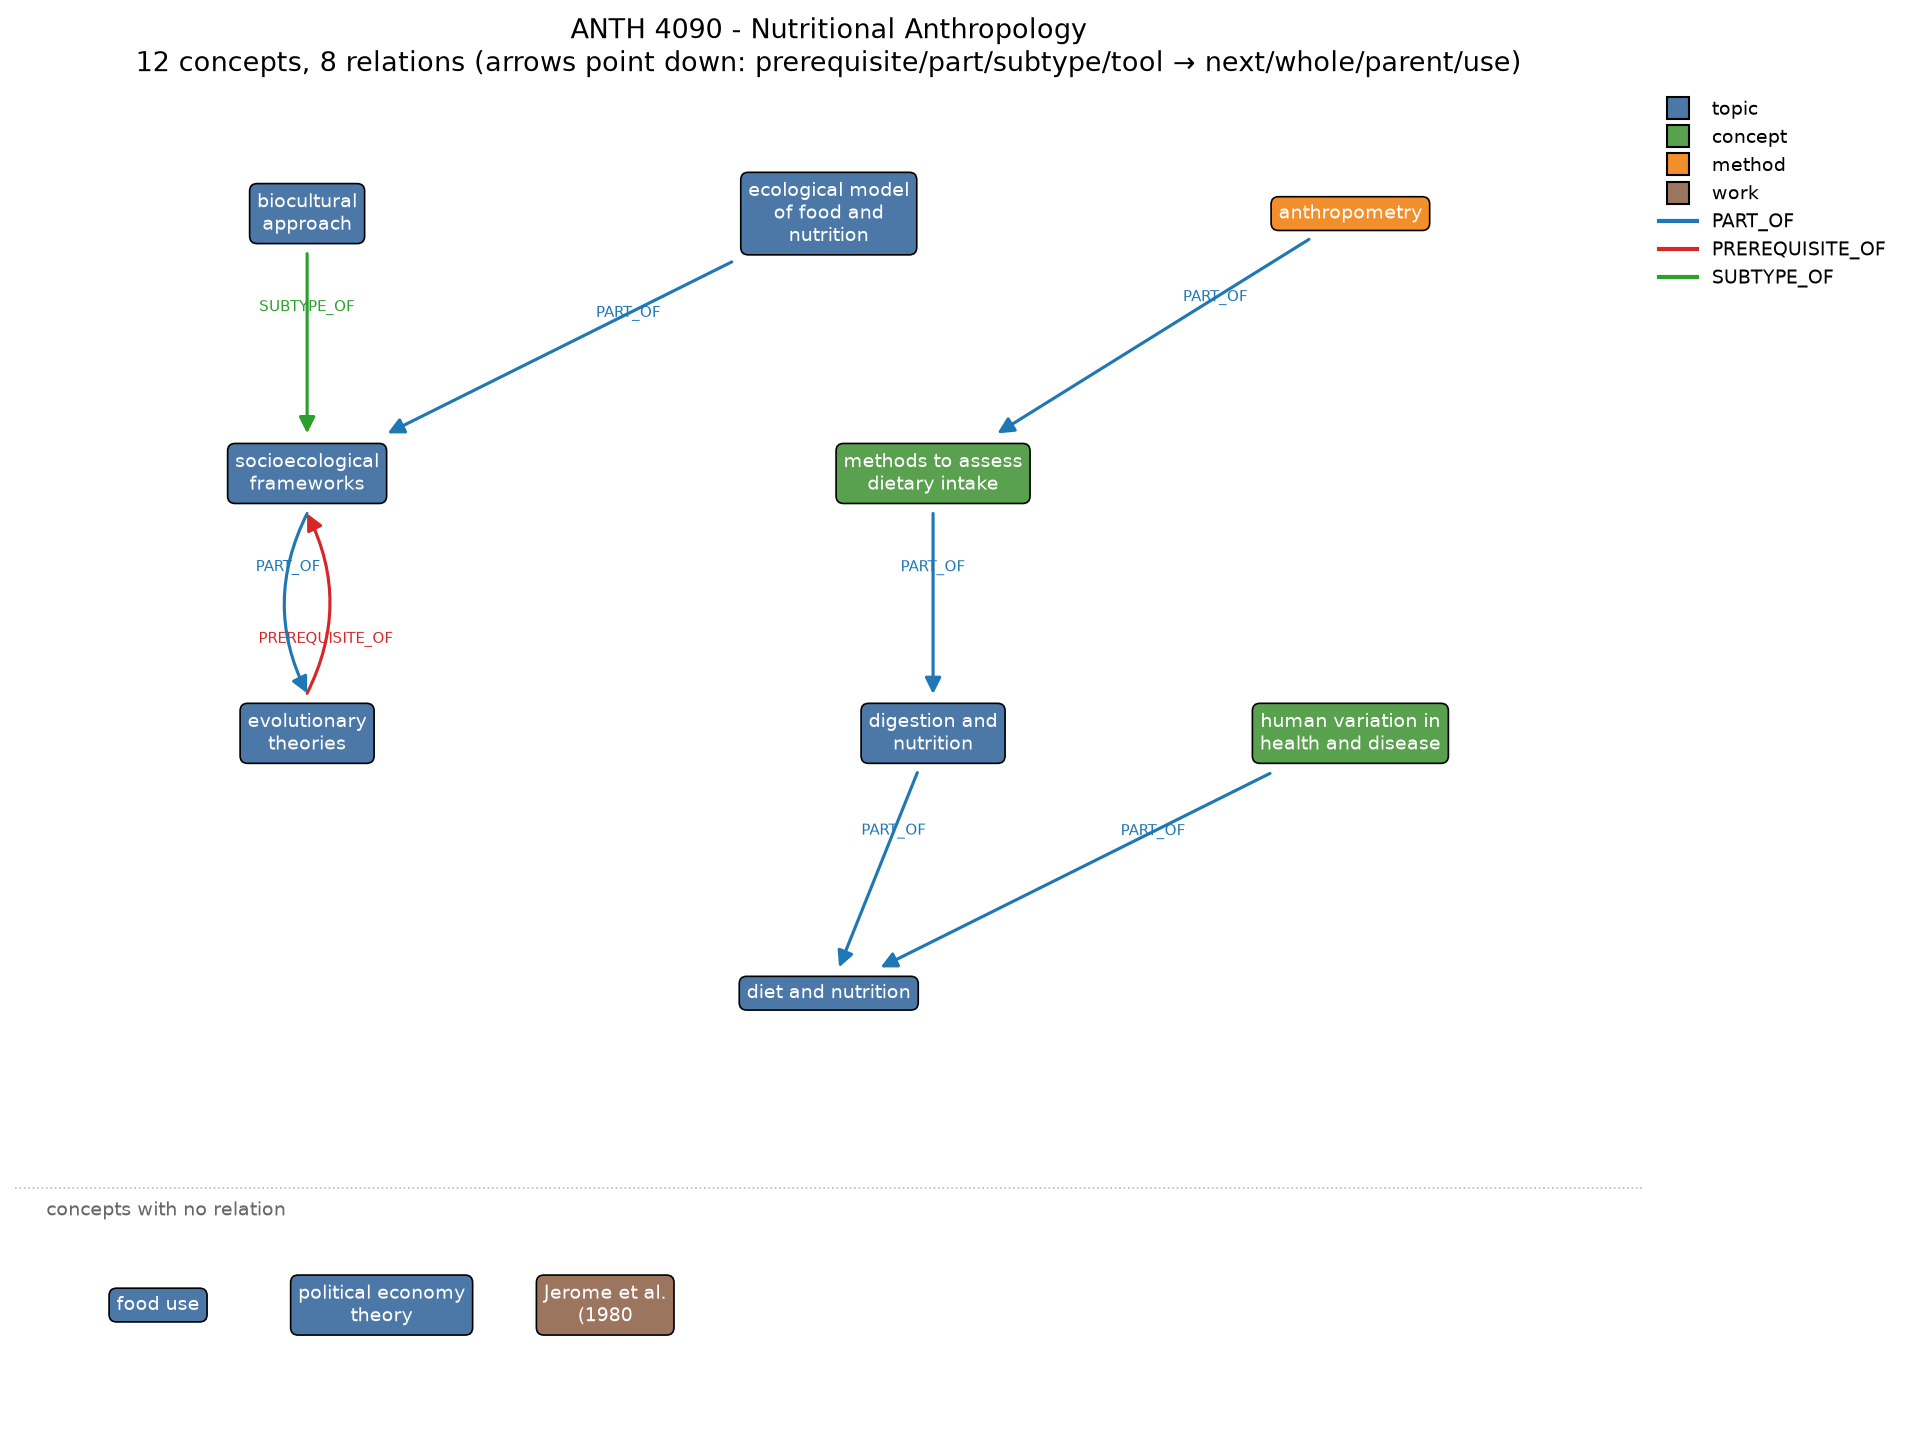 ANTH 4090 - Nutritional Anthropology
12 concepts, 8 relations (arrows point down: prerequisite/part/subtype/tool → next/whole/parent/use)
topic
concept
method
work
PART_OF
PREREQUISITE_OF
SUBTYPE_OF
biocultural
approach
ecological model
of food and
nutrition
anthropometry
SUBTYPE_OF
PART_OF
PART_OF
socioecological
frameworks
methods to assess
dietary intake
PART_OF
PREREQUISITE_OF
PART_OF
evolutionary
theories
digestion and
nutrition
human variation in
health and disease
PART_OF
PART_OF
diet and nutrition
concepts with no relation
food use
political economy
theory
Jerome et al.
(1980